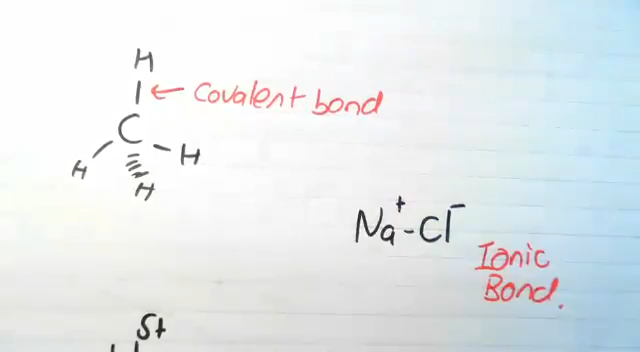 H
Covalent bond
C
H
H
H
Na+-Cl-
Ionic
Bond.
δ+